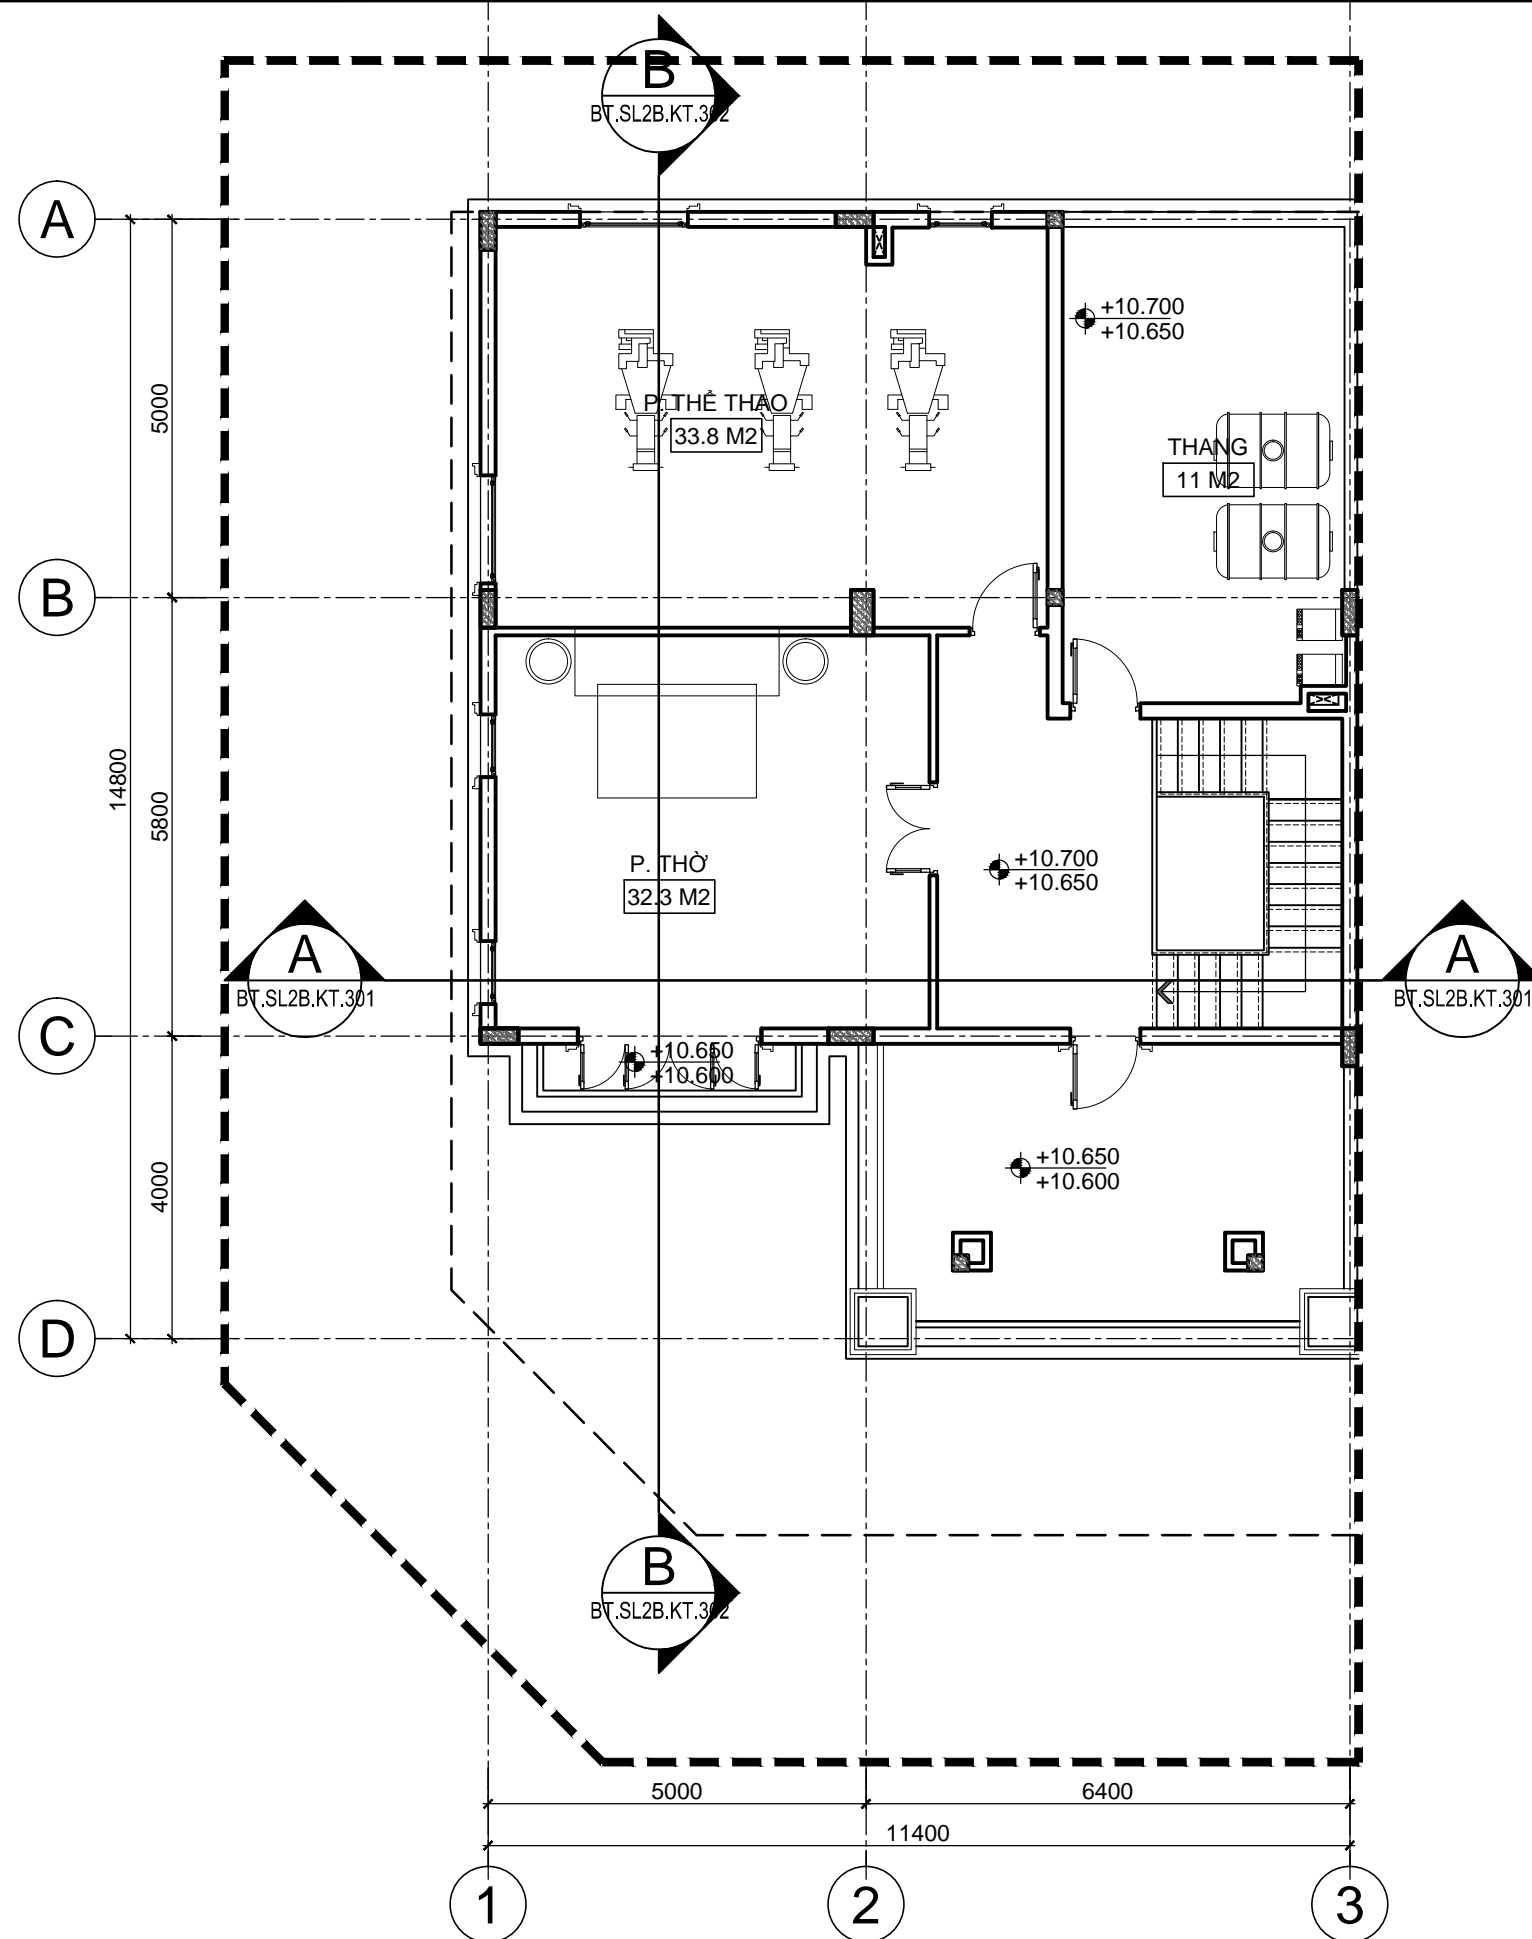 B
BT.SL2B.KT.302
A
+10.700
+10.650
5000
P. THỂ THAO
33.8 M2
THANG
11 M2
B
14800
5800
P. THỜ
32.3 M2
+10.700
+10.650
A
BT.SL2B.KT.301
A
BT.SL2B.KT.301
C
+10.650
+10.600
4000
+10.650
+10.600
D
B
BT.SL2B.KT.302
5000
6400
11400
1
2
3